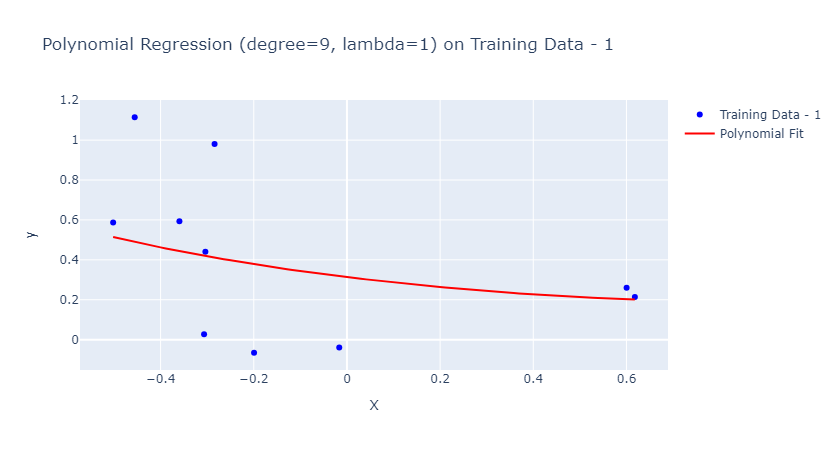 Polynomial Regression (degree=9, lambda=1) on Training Data - 1
1.2
1
0.8
0.6
0.4
0.2
0
y
−0.4
−0.2
0
0.2
0.4
0.6
X
Training Data - 1
Polynomial Fit